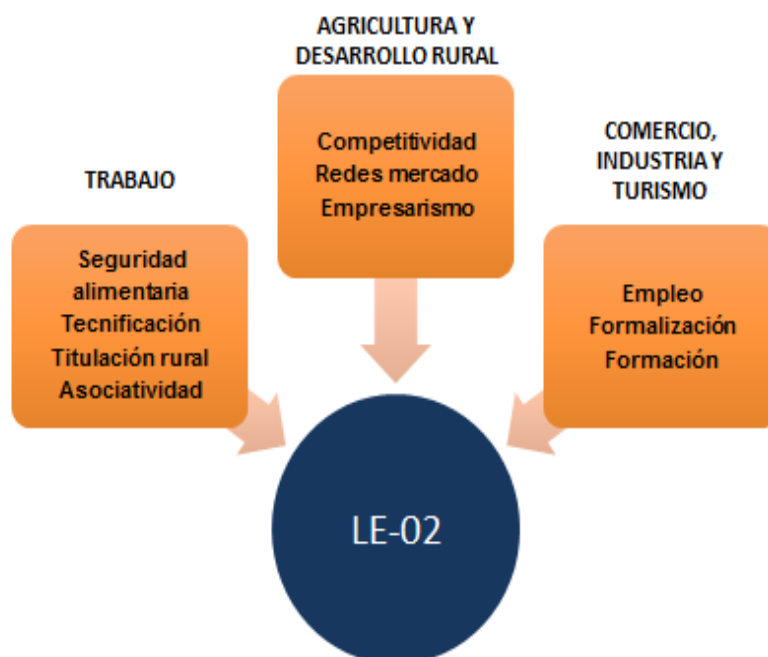 TRABAJO
Seguridad
alimentaria
Tecnificación
Titulación rural
Asociatividad
AGRICULTURA Y
DESARROLLO RURAL
Competitividad
Redes mercado
Empresarismo
COMERCIO,
INDUSTRIA Y
TURISMO
Empleo
Formalización
Formación
LE-02